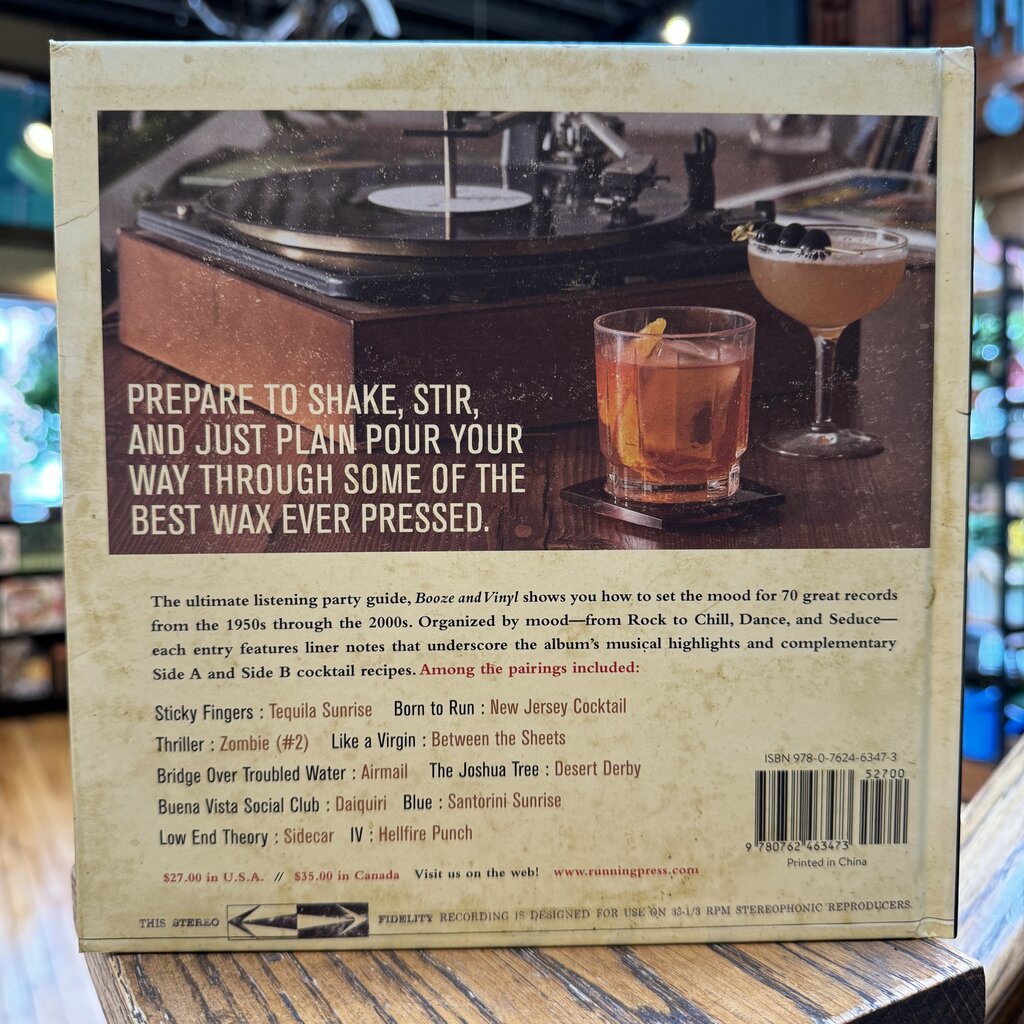 PREPARE TO SHAKE, STIR,
AND JUST PLAIN POUR YOUR
WAY THROUGH SOME OF THE
BEST WAX EVER PRESSED.
The ultimate listening party guide, Booze and Vinyl shows you how to set the mood for 70 great records
from the 1950s through the 2000s. Organized by mood—from Rock to Chill, Dance, and Seduce—
each entry features liner notes that underscore the album's musical highlights and complementary
Side A and Side B cocktail recipes. Among the pairings included:
Sticky Fingers : Tequila Sunrise Born to Run : New Jersey Cocktail
Thriller : Zombie (#2) Like a Virgin : Between the Sheets
Bridge Over Troubled Water : Airmail The Joshua Tree : Desert Derby
Buena Vista Social Club : Daiquiri Blue : Santorini Sunrise
Low End Theory : Sidecar IV : Hellfire Punch
ISBN 978-0-7624-6347-3
52700
9 780762 463473
Printed in China
$27.00 in U.S.A. // $35.00 in Canada Visit us on the web! www.runningpress.com
THIS STEREO FIDELITY RECORDING IS DESIGNED FOR USE ON 33-1/3 RPM STEREOPHONIC REPRODUCERS.